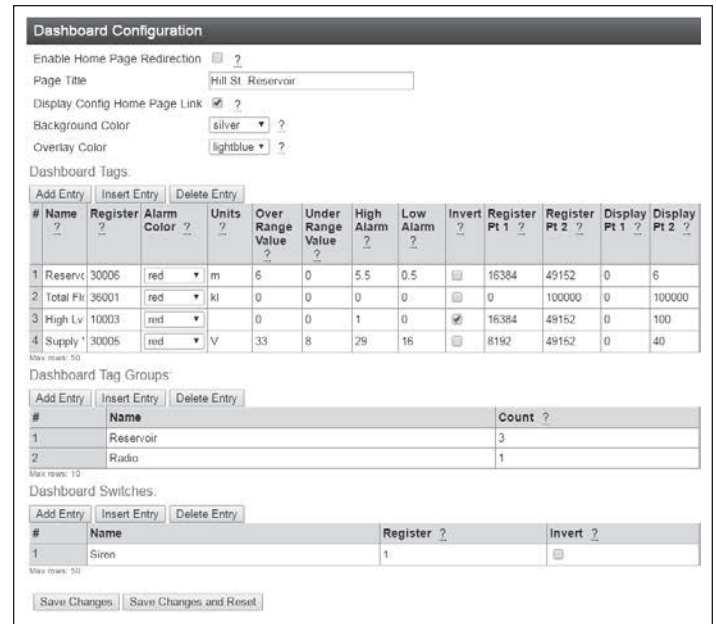 Dashboard Configuration
Enable Home Page Redirection ?
Page Title Hill St. Reservoir
Display Config Home Page Link ?
Background Color silver ?
Overlay Color lightblue ?
Dashboard Tags:
Add Entry Insert Entry Delete Entry
# Name ? Register ? Alarm Color ? Units ? Over Range Value ? Under Range Value ? High Alarm ? Low Alarm ? Invert ? Register Pt 1 ? Register Pt 2 ? Display Pt 1 ? Display Pt 2 ?
1 Reservc 30006 red m 6 0 5.5 0.5 16384 49152 0 6
2 Total Flc 36001 red kl 0 0 0 0 0 100000 0 100000
3 High Lv 10003 red 0 0 1 0 16384 49152 0 100
4 Supply 30005 red V 33 8 29 16 8192 49152 0 40
Max rows: 50
Dashboard Tag Groups:
Add Entry Insert Entry Delete Entry
# Name Count ?
1 Reservoir 3
2 Radio 1
Max rows: 10
Dashboard Switches:
Add Entry Insert Entry Delete Entry
# Name Register ? Invert ?
1 Siren 1
Max rows: 50
Save Changes Save Changes and Reset